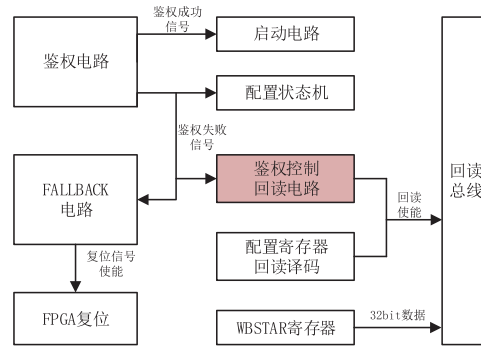 鉴权成功
信号
启动电路
鉴权电路
配置状态机
鉴权失败
信号
鉴权控制
回读电路
FALLBACK
电路
回读
使能
回读
总线
复位信号
使能
配置寄存器
回读译码
FPGA复位
WBSTAR寄存器
32bit数据